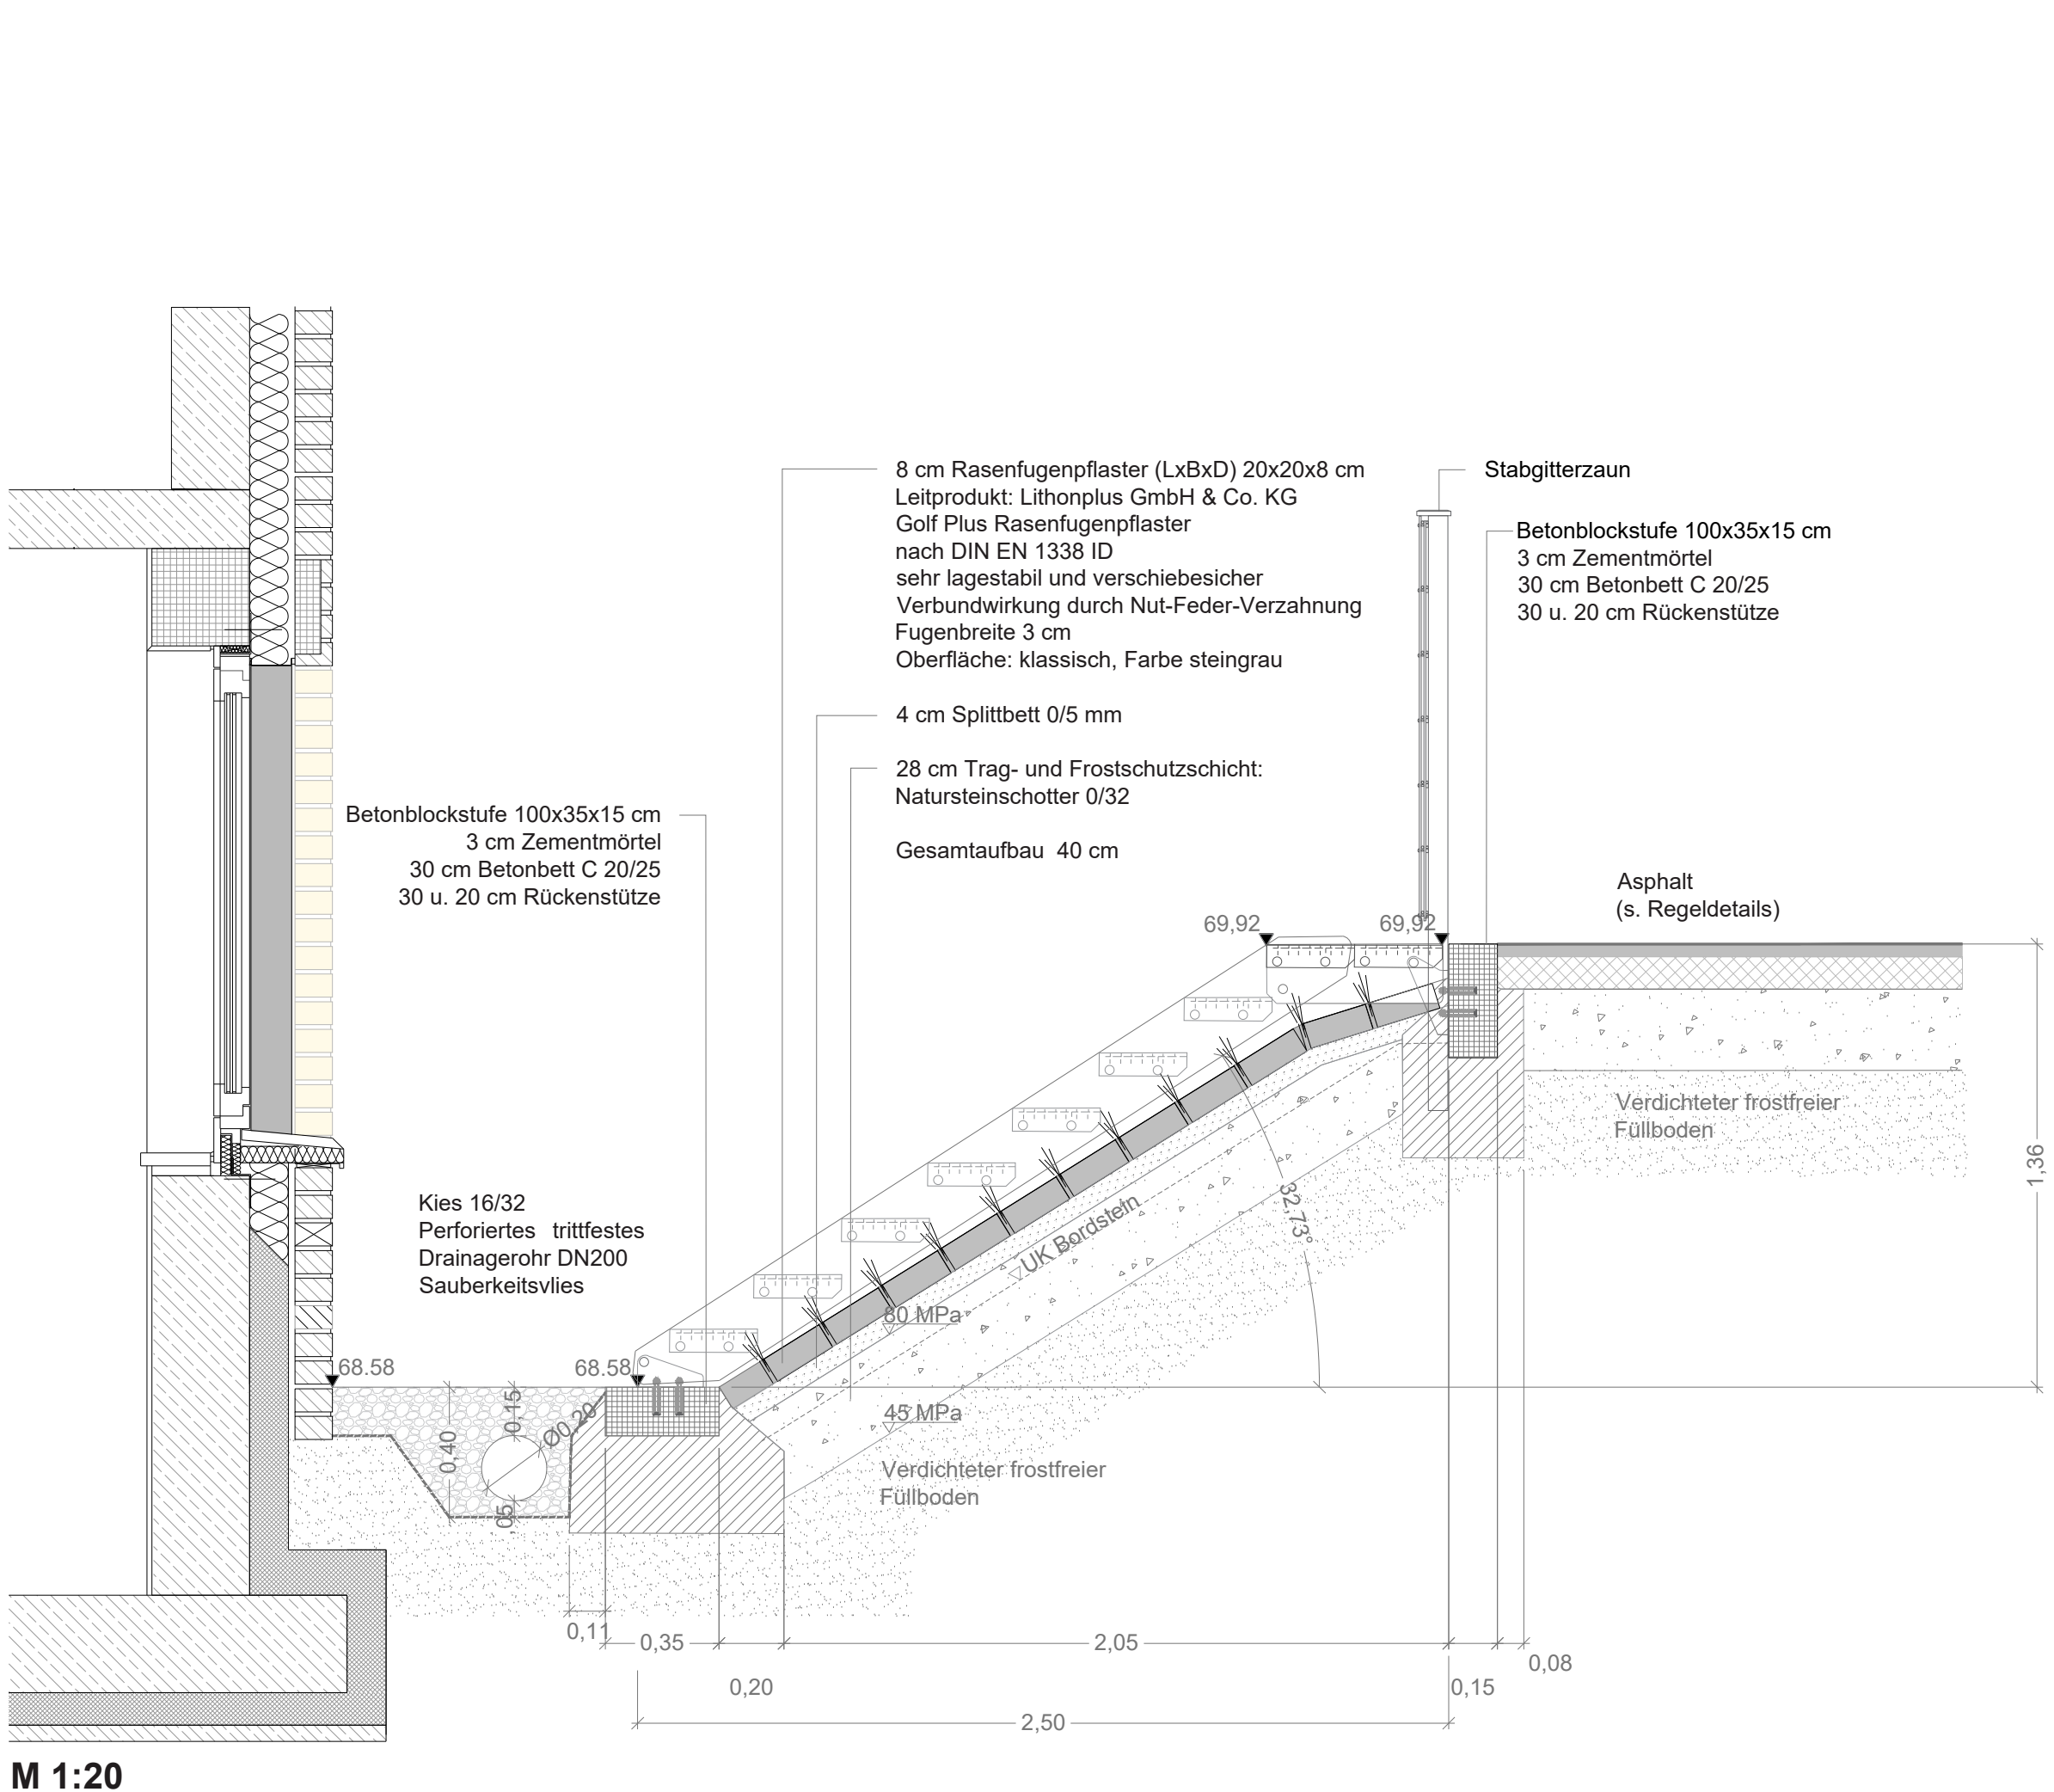 8 cm Rasenfugenpflaster (LxBxD) 20x20x8 cm
Leitprodukt: Lithonplus GmbH & Co. KG
Golf Plus Rasenfugenpflaster
nach DIN EN 1338 ID
sehr lagestabil und verschiebesicher
Verbundwirkung durch Nut-Feder-Verzahnung
Fugenbreite 3 cm
Oberfläche: klassisch, Farbe steingrau
4 cm Splittbett 0/5 mm
28 cm Trag- und Frostschutzschicht:
Natursteinschotter 0/32
Gesamtaufbau 40 cm
Stabgitterzaun
Betonblockstufe 100x35x15 cm
3 cm Zementmörtel
30 cm Betonbett C 20/25
30 u. 20 cm Rückenstütze
Betonblockstufe 100x35x15 cm
3 cm Zementmörtel
30 cm Betonbett C 20/25
30 u. 20 cm Rückenstütze
Asphalt
(s. Regeldetails)
69,92
69,92
Verdichteter frostfreier
Füllboden
1,36
Kies 16/32
Perforiertes trittfestes
Drainagerohr DN200
Sauberkeitsvlies
UK Bordstein
32,73°
80 MPa
68.58
68.58
45 MPa
0,15
Ø0,20
0,40
,05
Verdichteter frostfreier
Füllboden
0,11
0,35
2,05
0,08
0,20
0,15
2,50
M 1:20